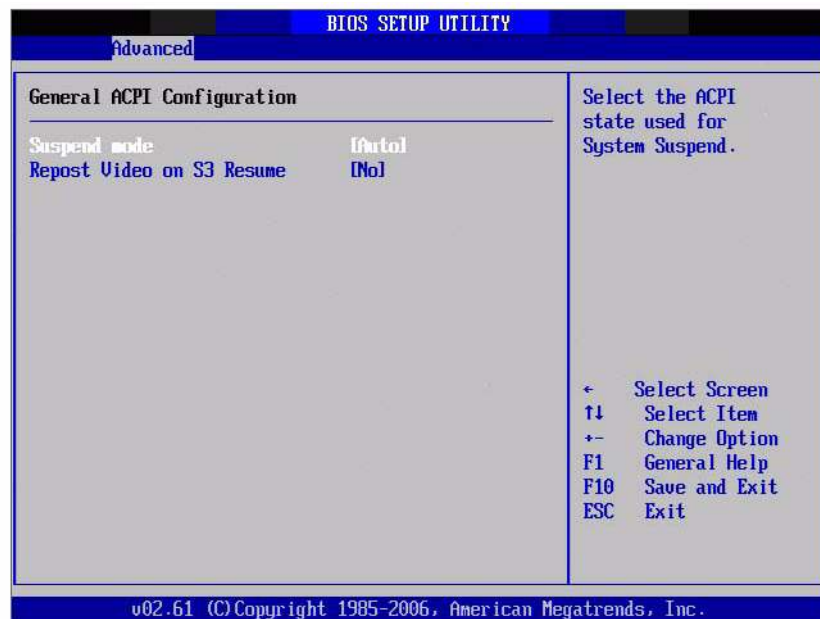 BIOS SETUP UTILITY
Advanced
General ACPI Configuration
Suspend mode [Auto]
Repost Video on S3 Resume [No]
Select the ACPI
state used for
System Suspend.
← Select Screen
↑↓ Select Item
+- Change Option
F1 General Help
F10 Save and Exit
ESC Exit
v02.61 (C)Copyright 1985-2006, American Megatrends, Inc.